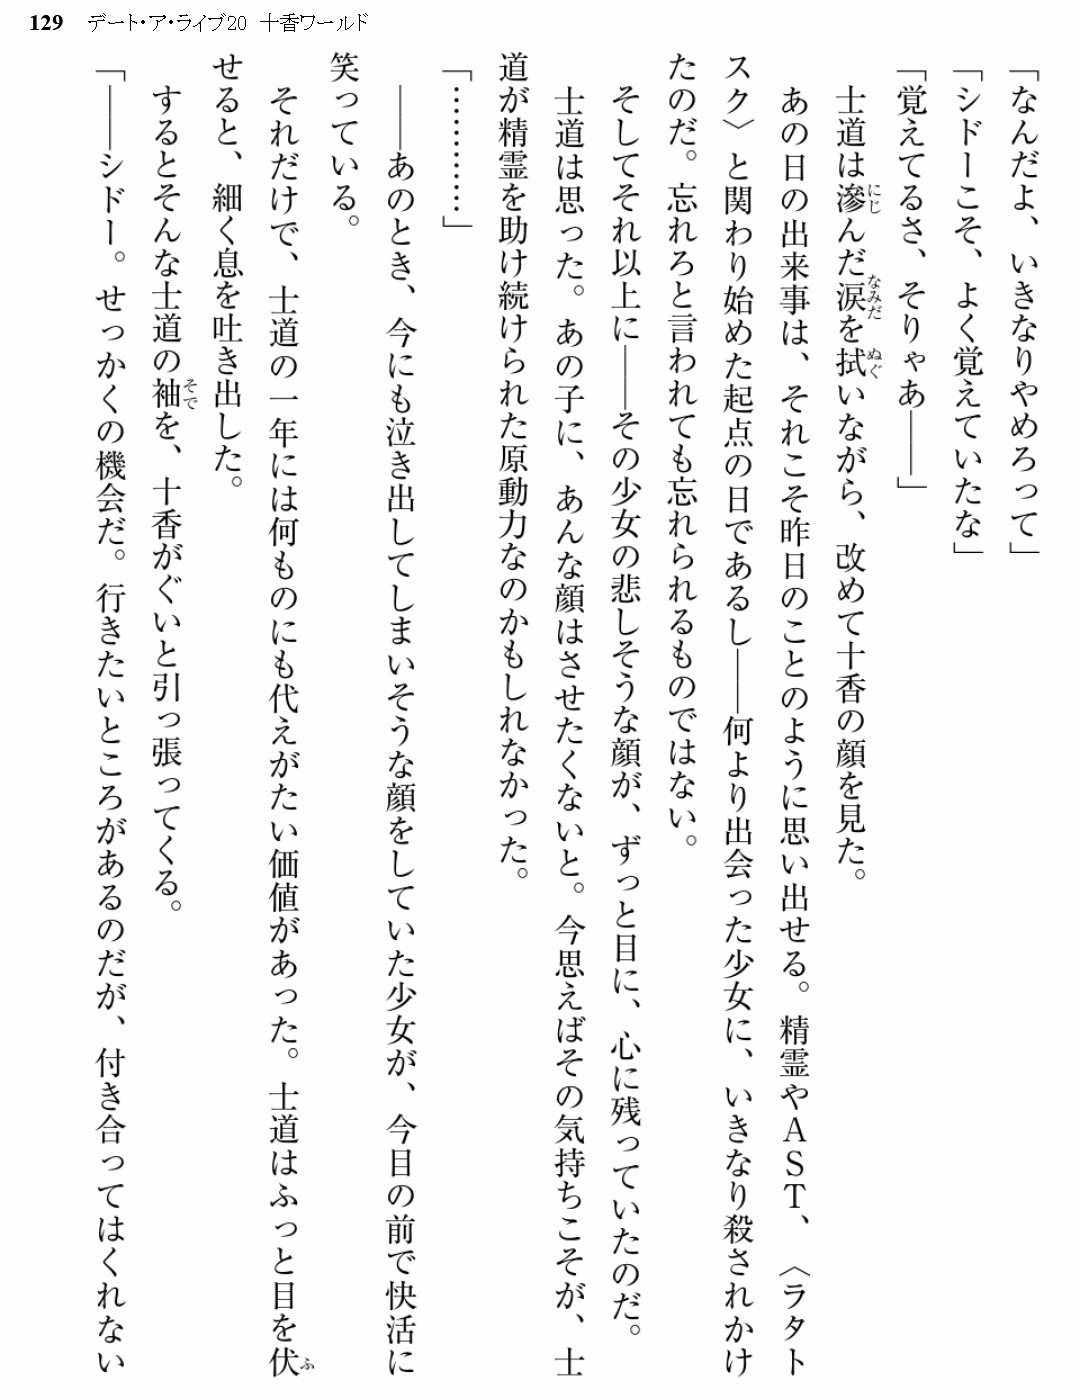 129 デート・ア・ライブ20 十香ワールド
「なんだよ、いきなりやめろって」
「シドーこそ、よく覚えていたな」
「覚えてるさ、そりゃあ――」
士道は滲んだ涙を拭いながら、改めて十香の顔を見た。
あの日の出来事は、それこそ昨日のことのように思い出せる。精霊やＡＳＴ、〈ラタト
スク〉と関わり始めた起点の日であるし――何より出会った少女に、いきなり殺されかけ
たのだ。忘れろと言われても忘れられるものではない。
そしてそれ以上に――その少女の悲しそうな顔が、ずっと目に、心に残っていたのだ。
士道は思った。あの子に、あんな顔はさせたくないと。今思えばその気持ちこそが、士
道が精霊を助け続けられた原動力なのかもしれなかった。
「…………」
――あのとき、今にも泣き出してしまいそうな顔をしていた少女が、今目の前で快活に
笑っている。
それだけで、士道の一年には何ものにも代えがたい価値があった。士道はふっと目を伏
せると、細く息を吐き出した。
するとそんな士道の袖を、十香がぐいと引っ張ってくる。
「――シドー。せっかくの機会だ。行きたいところがあるのだが、付き合ってはくれない